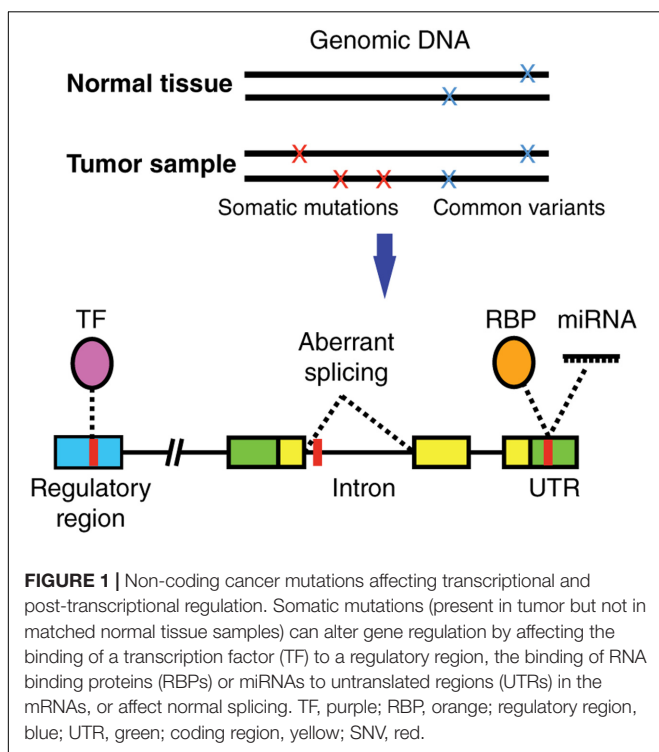 Genomic DNA
Normal tissue
Tumor sample
Somatic mutations
Common variants
TF
RBP
miRNA
Aberrant
splicing
Regulatory
region
Intron
UTR
FIGURE 1 | Non-coding cancer mutations affecting transcriptional and
post-transcriptional regulation. Somatic mutations (present in tumor but not in
matched normal tissue samples) can alter gene regulation by affecting the
binding of a transcription factor (TF) to a regulatory region, the binding of RNA
binding proteins (RBPs) or miRNAs to untranslated regions (UTRs) in the
mRNAs, or affect normal splicing. TF, purple; RBP, orange; regulatory region,
blue; UTR, green; coding region, yellow; SNV, red.